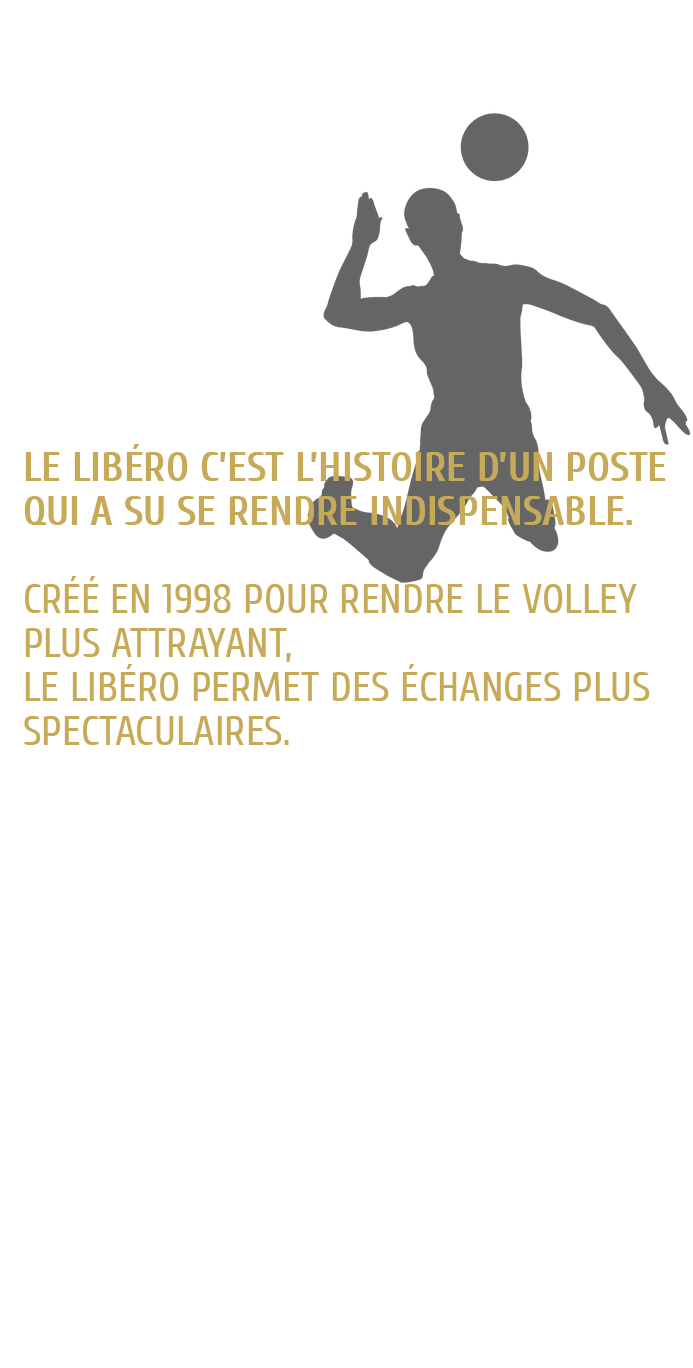 LE LIBÉRO C'EST L'HISTOIRE D'UN POSTE
QUI A SU SE RENDRE INDISPENSABLE.
CRÉÉ EN 1998 POUR RENDRE LE VOLLEY
PLUS ATTRAYANT,
LE LIBÉRO PERMET DES ÉCHANGES PLUS
SPECTACULAIRES.